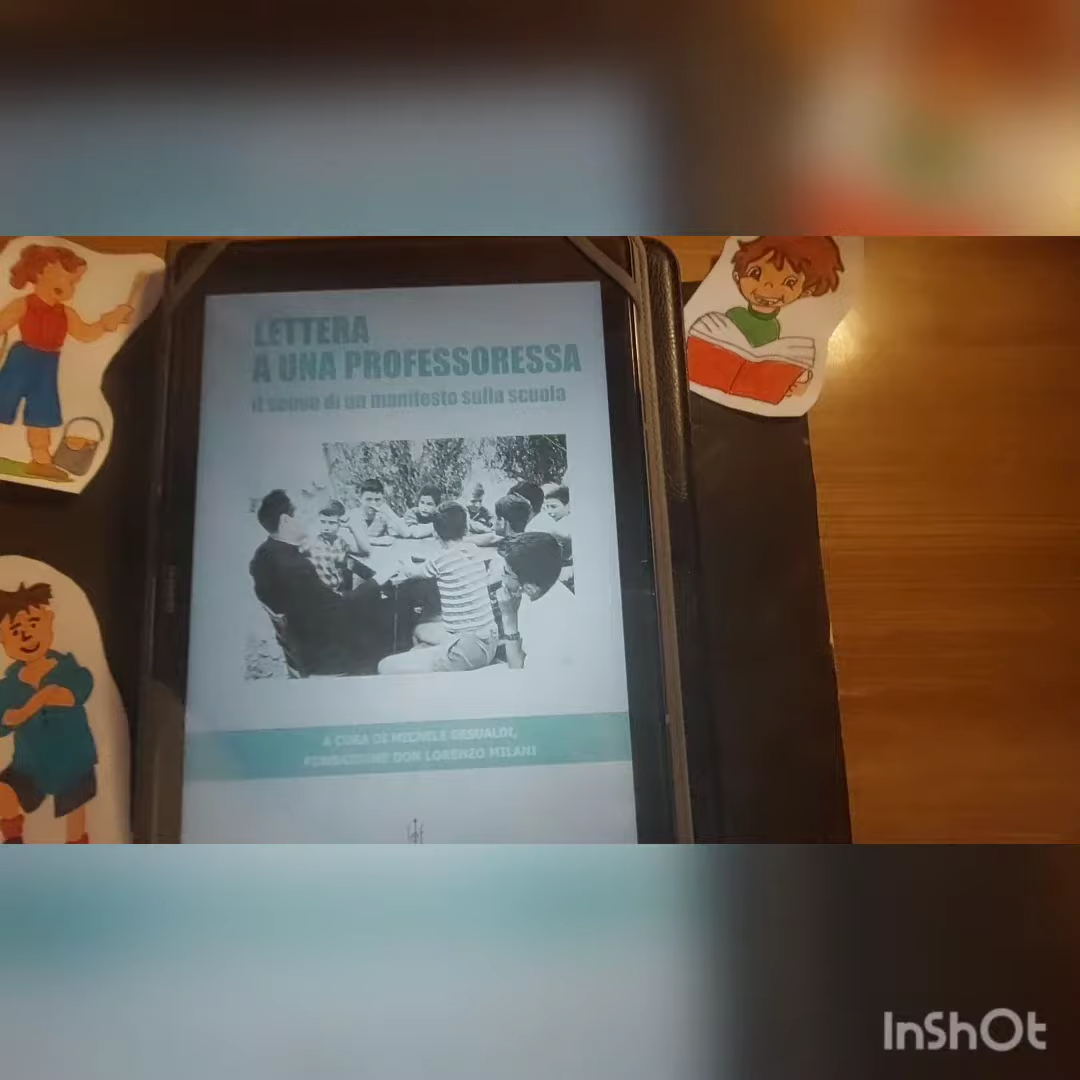 LETTERA
A UNA PROFESSORESSA
il senso di un manifesto sulla scuola
A CURA DI MICHELE GESUALDI,
FONDAZIONE DON LORENZO MILANI
InShOt